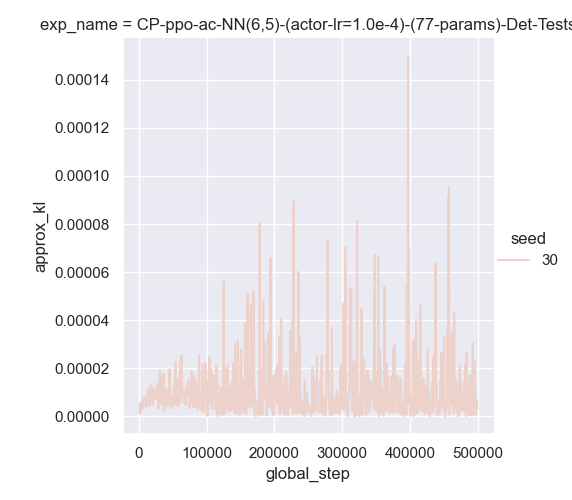 exp_name = CP-ppo-ac-NN(6,5)-(actor-lr=1.0e-4)-(77-params)-Det-Tests
0.00014
0.00012
0.00010
0.00008
0.00006
0.00004
0.00002
0.00000
approx_kl
0 100000 200000 300000 400000 500000
global_step
seed
30